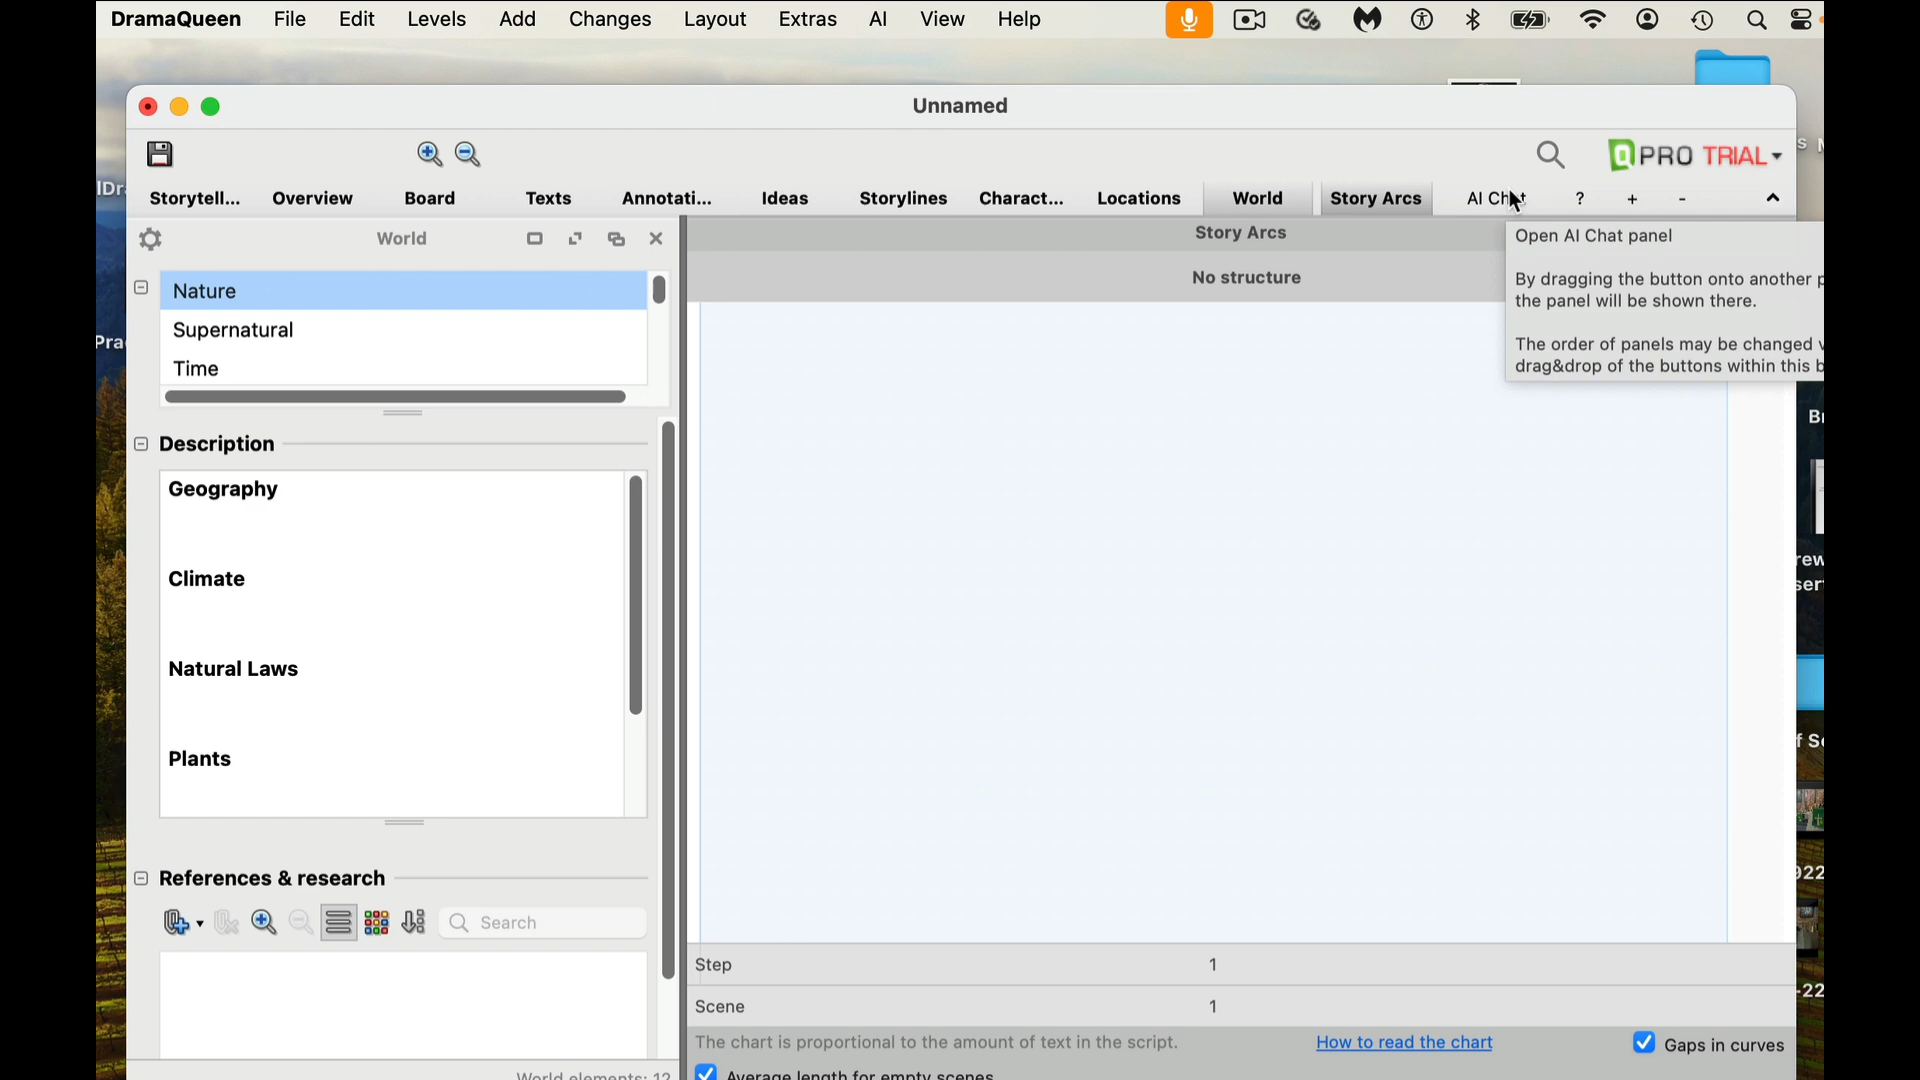 DramaQueen File Edit Levels Add Changes Layout Extras AI View Help
Unnamed
PRO TRIAL
Storytell... Overview Board Texts Annotati... Ideas Storylines Charact... Locations World Story Arcs AI Chat ? + -
Open AI Chat panel
By dragging the button onto another
the panel will be shown there.
The order of panels may be changed
drag&drop of the buttons within this
World
Nature
Supernatural
Time
Description
Geography
Climate
Natural Laws
Plants
References & research
Search
World elements: 12
Story Arcs
No structure
Step 1
Scene 1
The chart is proportional to the amount of text in the script. How to read the chart Gaps in curves
Average length for empty scenes